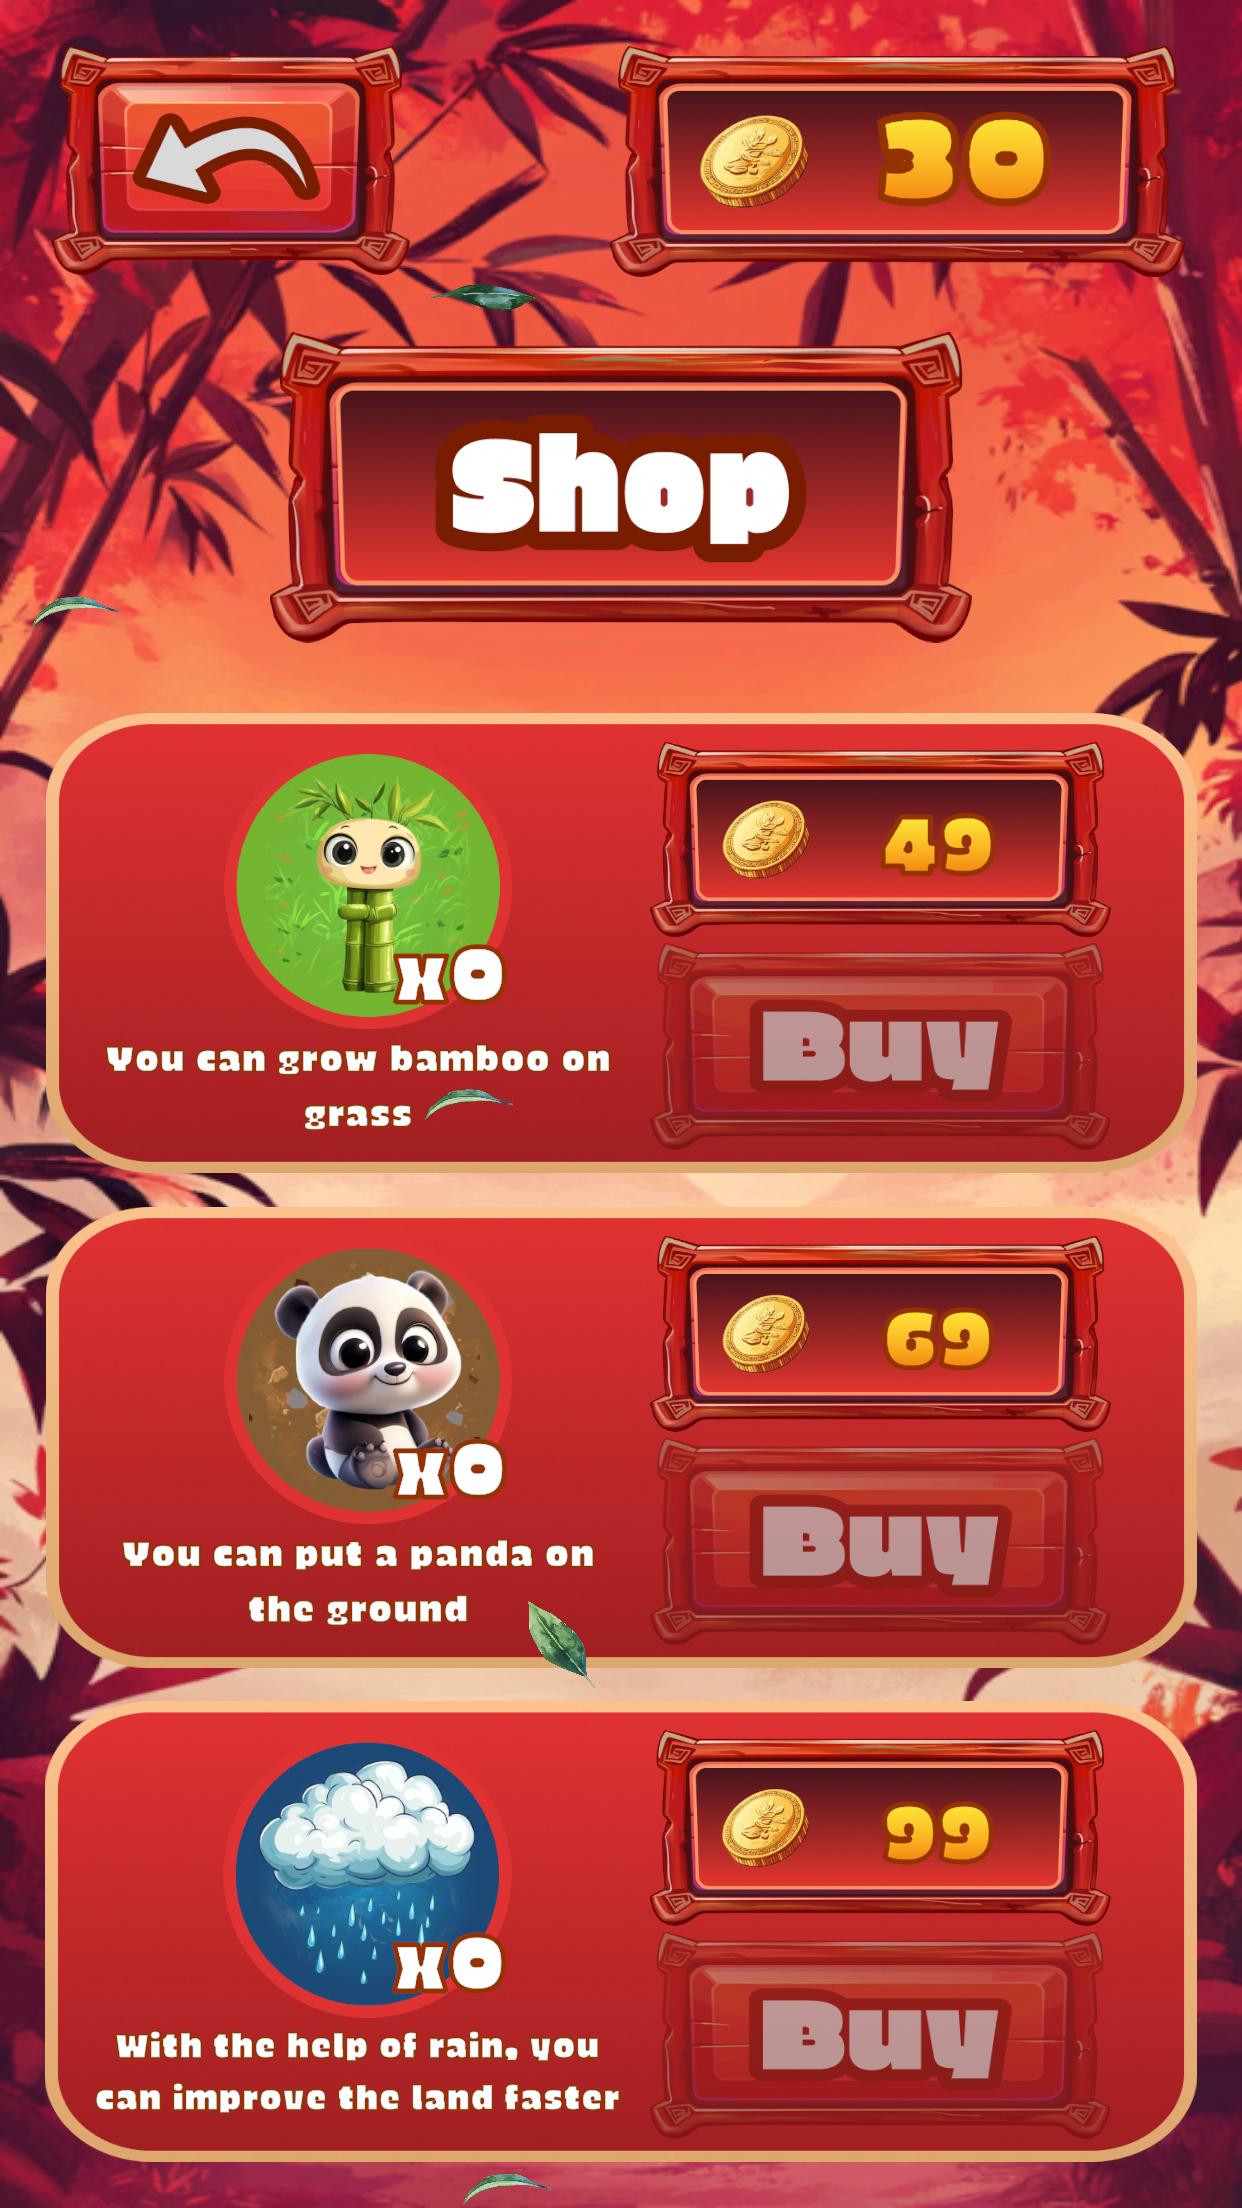 30
Shop
49
x0
Buy
You can grow bamboo on
grass
69
x0
Buy
You can put a panda on
the ground
99
x0
Buy
With the help of rain, you
can improve the land faster